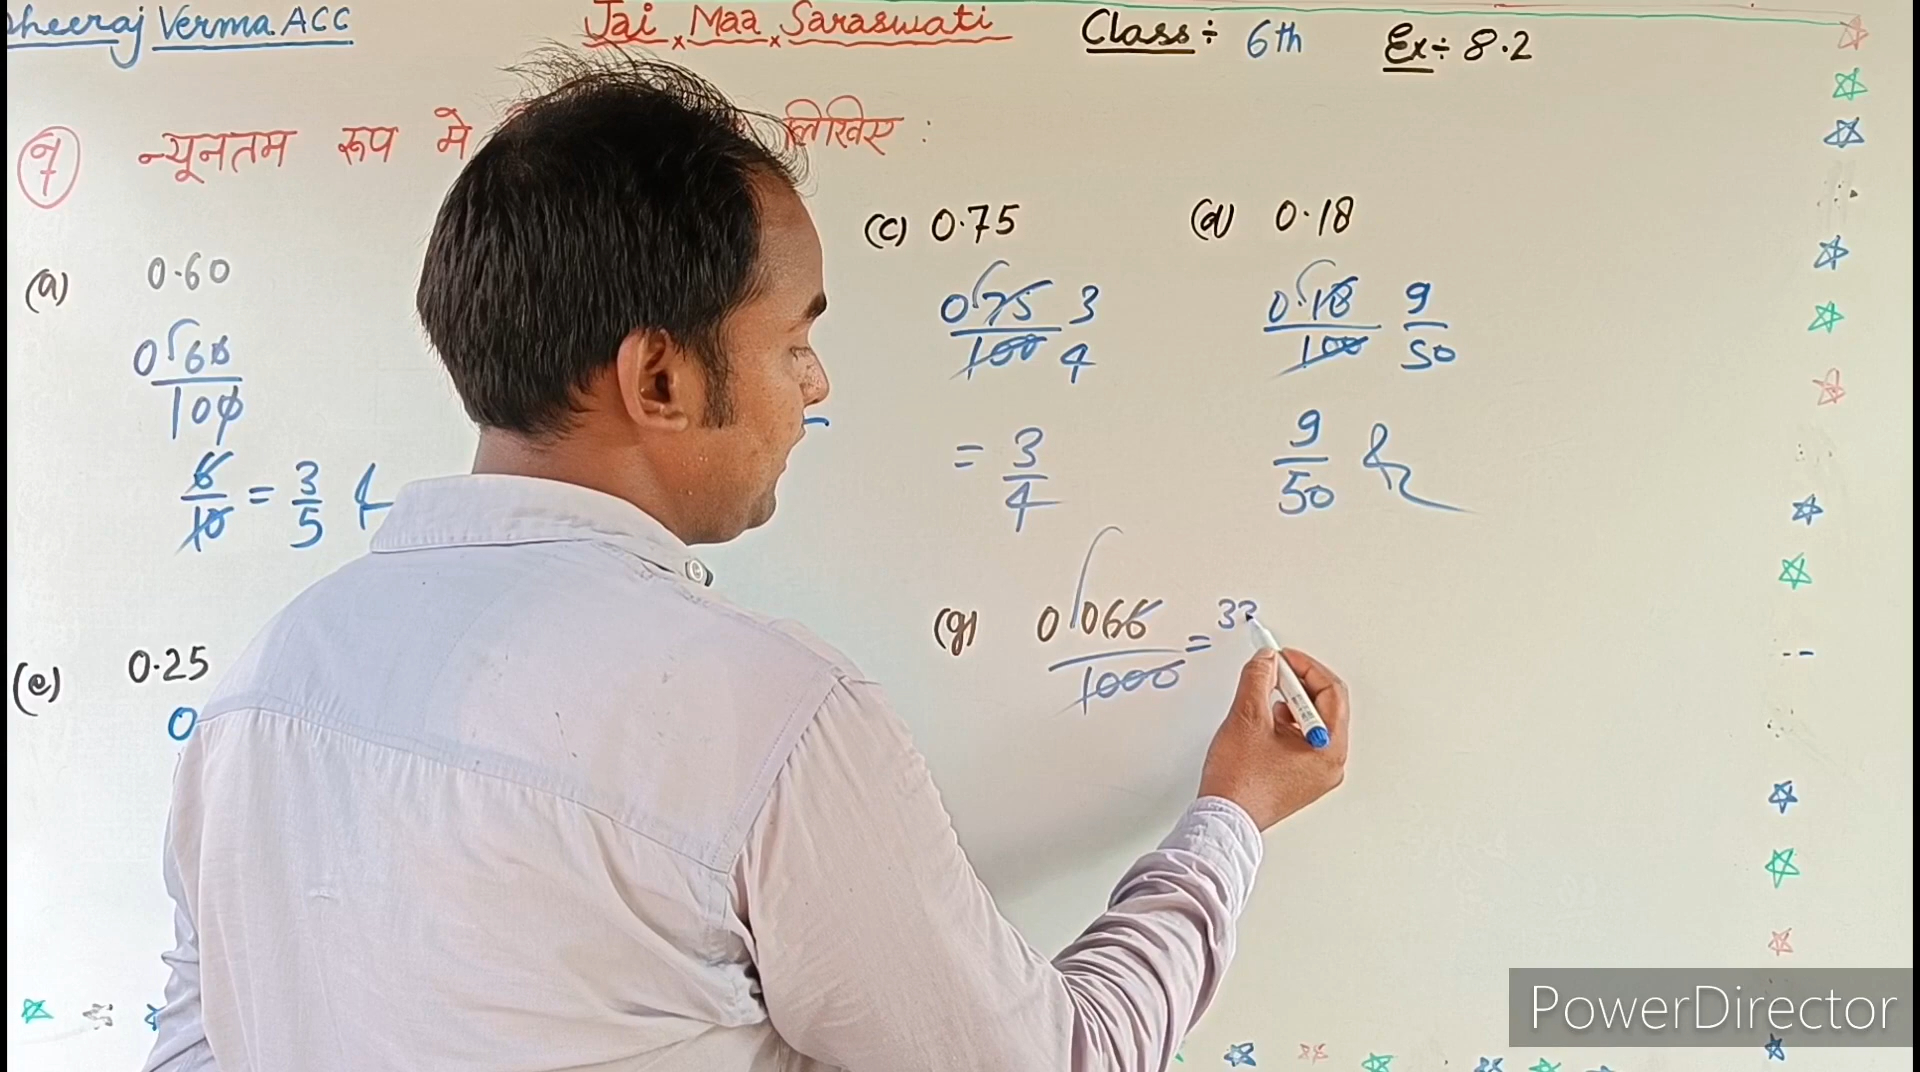 Dheeraj Verma.ACC Jai x Maa x Saraswati Class ÷ 6th Ex ÷ 8.2
न्यूनतम रूप मे लिखिए :
(a) 0.60
0.60/100
6/10 = 3/5
(c) 0.75
0.75/100 3/4
= 3/4
(d) 0.18
0.18/100 9/50
9/50
(e) 0.25
0
(g) 0.066/1000 = 33
PowerDirector